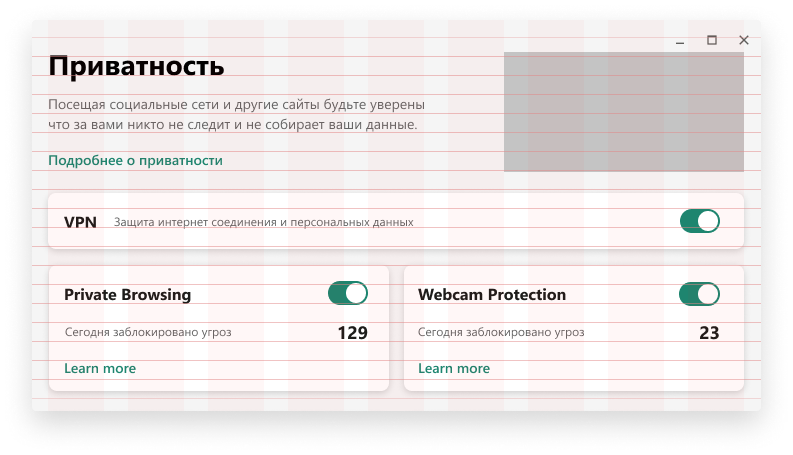 Приватность
Посещая социальные сети и другие сайты будьте уверены
что за вами никто не следит и не собирает ваши данные.
Подробнее о приватности
VPN Защита интернет соединения и персональных данных
Private Browsing
Сегодня заблокировано угроз 129
Learn more
Webcam Protection
Сегодня заблокировано угроз 23
Learn more